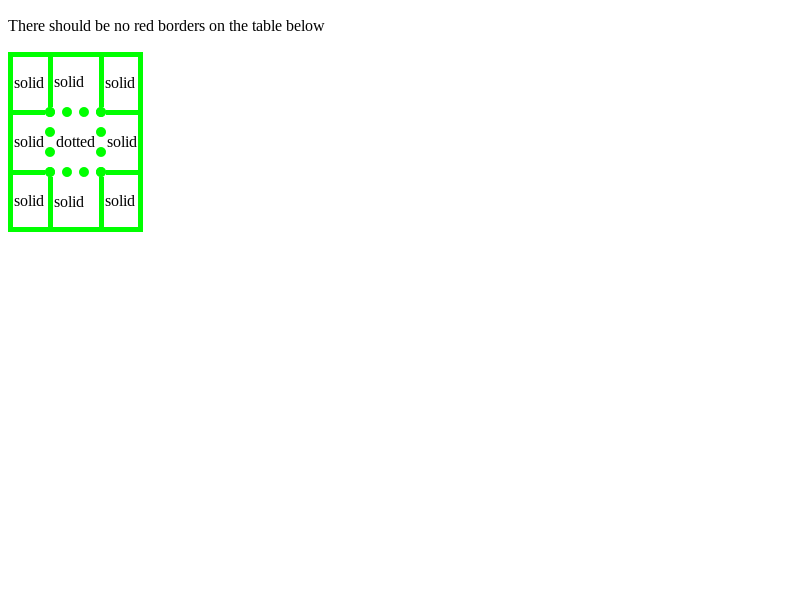 There should be no red borders on the table below
solid solid solid
solid dotted solid
solid solid solid